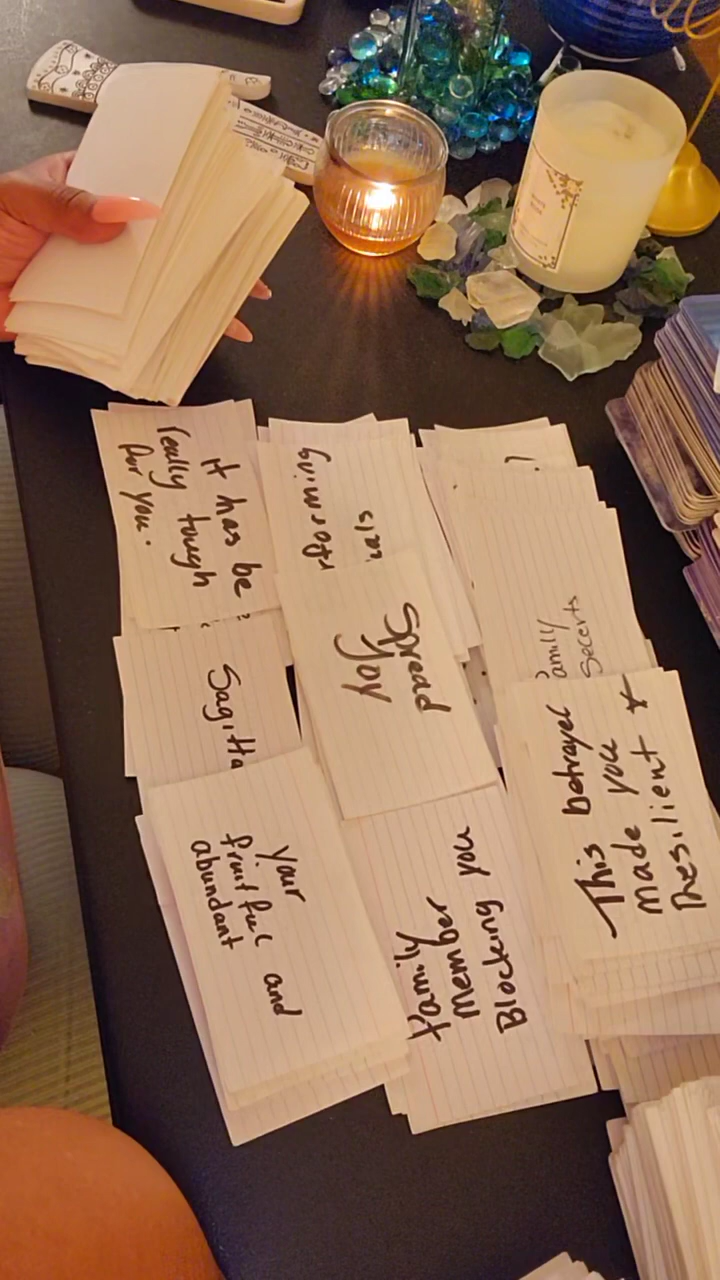 It has be
really tough
for you.
Spread
Joy
Family
Secerts
Sagitta
This betrayal
Made you
Resilient *
your
fruitful and
abundant
Family
member
Blocking you